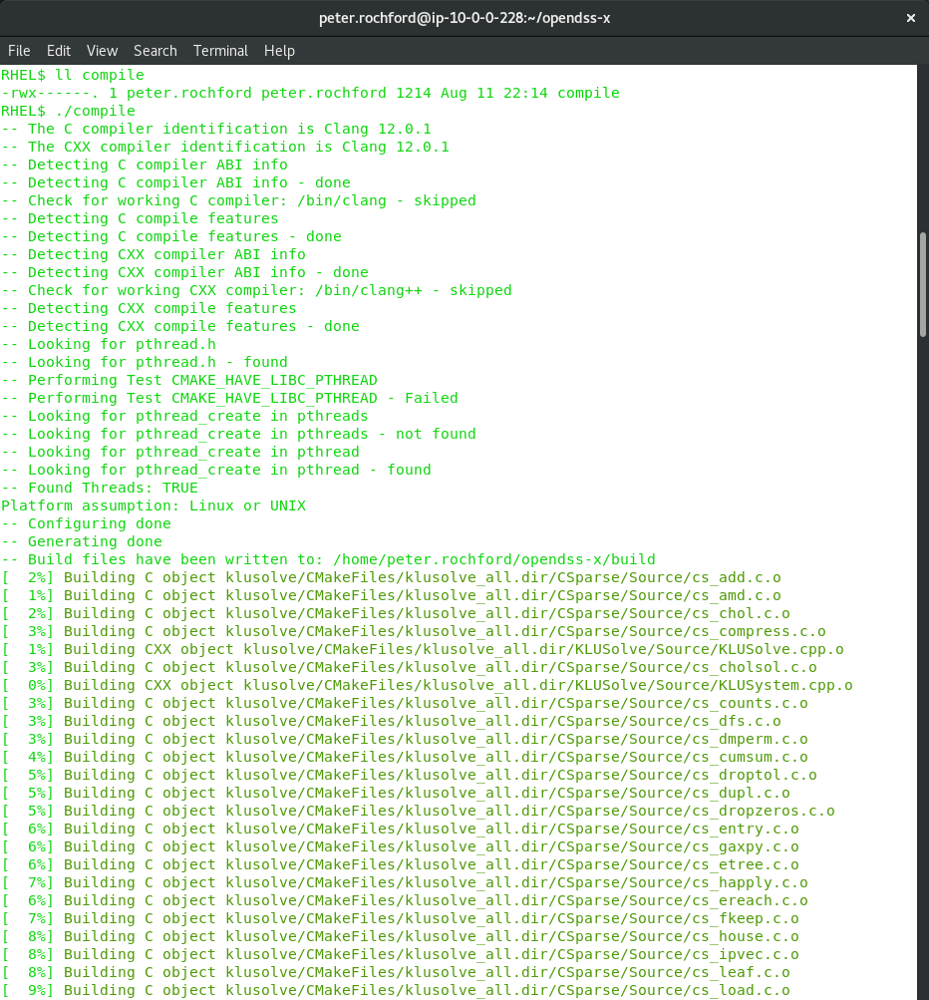 peter.rochford@ip-10-0-0-228:~/opendss-x ×
File Edit View Search Terminal Help
RHEL$ ll compile
-rwx------. 1 peter.rochford peter.rochford 1214 Aug 11 22:14 compile
RHEL$ ./compile
-- The C compiler identification is Clang 12.0.1
-- The CXX compiler identification is Clang 12.0.1
-- Detecting C compiler ABI info
-- Detecting C compiler ABI info - done
-- Check for working C compiler: /bin/clang - skipped
-- Detecting C compile features
-- Detecting C compile features - done
-- Detecting CXX compiler ABI info
-- Detecting CXX compiler ABI info - done
-- Check for working CXX compiler: /bin/clang++ - skipped
-- Detecting CXX compile features
-- Detecting CXX compile features - done
-- Looking for pthread.h
-- Looking for pthread.h - found
-- Performing Test CMAKE_HAVE_LIBC_PTHREAD
-- Performing Test CMAKE_HAVE_LIBC_PTHREAD - Failed
-- Looking for pthread_create in pthreads
-- Looking for pthread_create in pthreads - not found
-- Looking for pthread_create in pthread
-- Looking for pthread_create in pthread - found
-- Found Threads: TRUE
Platform assumption: Linux or UNIX
-- Configuring done
-- Generating done
-- Build files have been written to: /home/peter.rochford/opendss-x/build
[  2%] Building C object klusolve/CMakeFiles/klusolve_all.dir/CSparse/Source/cs_add.c.o
[  1%] Building C object klusolve/CMakeFiles/klusolve_all.dir/CSparse/Source/cs_amd.c.o
[  2%] Building C object klusolve/CMakeFiles/klusolve_all.dir/CSparse/Source/cs_chol.c.o
[  3%] Building C object klusolve/CMakeFiles/klusolve_all.dir/CSparse/Source/cs_compress.c.o
[  1%] Building CXX object klusolve/CMakeFiles/klusolve_all.dir/KLUSolve/Source/KLUSolve.cpp.o
[  3%] Building C object klusolve/CMakeFiles/klusolve_all.dir/CSparse/Source/cs_cholsol.c.o
[  0%] Building CXX object klusolve/CMakeFiles/klusolve_all.dir/KLUSolve/Source/KLUSystem.cpp.o
[  3%] Building C object klusolve/CMakeFiles/klusolve_all.dir/CSparse/Source/cs_counts.c.o
[  3%] Building C object klusolve/CMakeFiles/klusolve_all.dir/CSparse/Source/cs_dfs.c.o
[  3%] Building C object klusolve/CMakeFiles/klusolve_all.dir/CSparse/Source/cs_dmperm.c.o
[  4%] Building C object klusolve/CMakeFiles/klusolve_all.dir/CSparse/Source/cs_cumsum.c.o
[  5%] Building C object klusolve/CMakeFiles/klusolve_all.dir/CSparse/Source/cs_droptol.c.o
[  5%] Building C object klusolve/CMakeFiles/klusolve_all.dir/CSparse/Source/cs_dupl.c.o
[  5%] Building C object klusolve/CMakeFiles/klusolve_all.dir/CSparse/Source/cs_dropzeros.c.o
[  6%] Building C object klusolve/CMakeFiles/klusolve_all.dir/CSparse/Source/cs_entry.c.o
[  6%] Building C object klusolve/CMakeFiles/klusolve_all.dir/CSparse/Source/cs_gaxpy.c.o
[  6%] Building C object klusolve/CMakeFiles/klusolve_all.dir/CSparse/Source/cs_etree.c.o
[  7%] Building C object klusolve/CMakeFiles/klusolve_all.dir/CSparse/Source/cs_happly.c.o
[  6%] Building C object klusolve/CMakeFiles/klusolve_all.dir/CSparse/Source/cs_ereach.c.o
[  7%] Building C object klusolve/CMakeFiles/klusolve_all.dir/CSparse/Source/cs_fkeep.c.o
[  8%] Building C object klusolve/CMakeFiles/klusolve_all.dir/CSparse/Source/cs_house.c.o
[  8%] Building C object klusolve/CMakeFiles/klusolve_all.dir/CSparse/Source/cs_ipvec.c.o
[  8%] Building C object klusolve/CMakeFiles/klusolve_all.dir/CSparse/Source/cs_leaf.c.o
[  9%] Building C object klusolve/CMakeFiles/klusolve_all.dir/CSparse/Source/cs_load.c.o